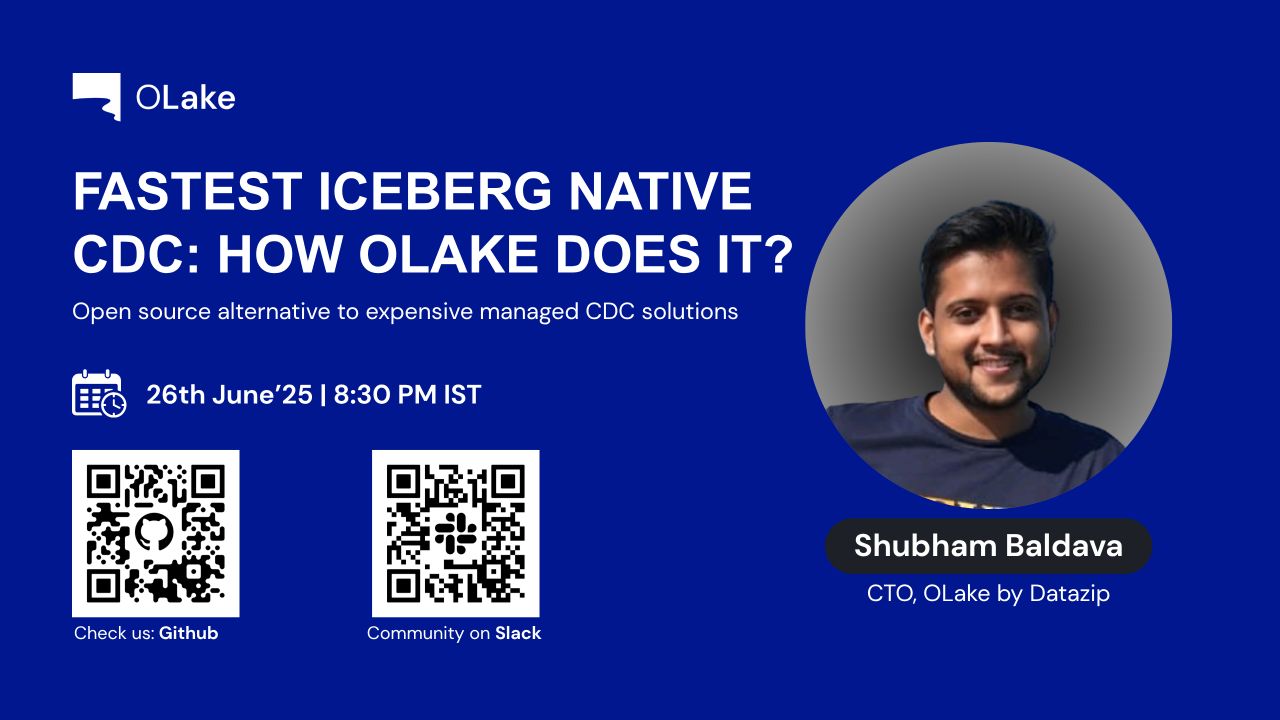 OLake
FASTEST ICEBERG NATIVE
CDC: HOW OLAKE DOES IT?
Open source alternative to expensive managed CDC solutions
26th June’25 | 8:30 PM IST
Check us: Github
Community on Slack
Shubham Baldava
CTO, OLake by Datazip